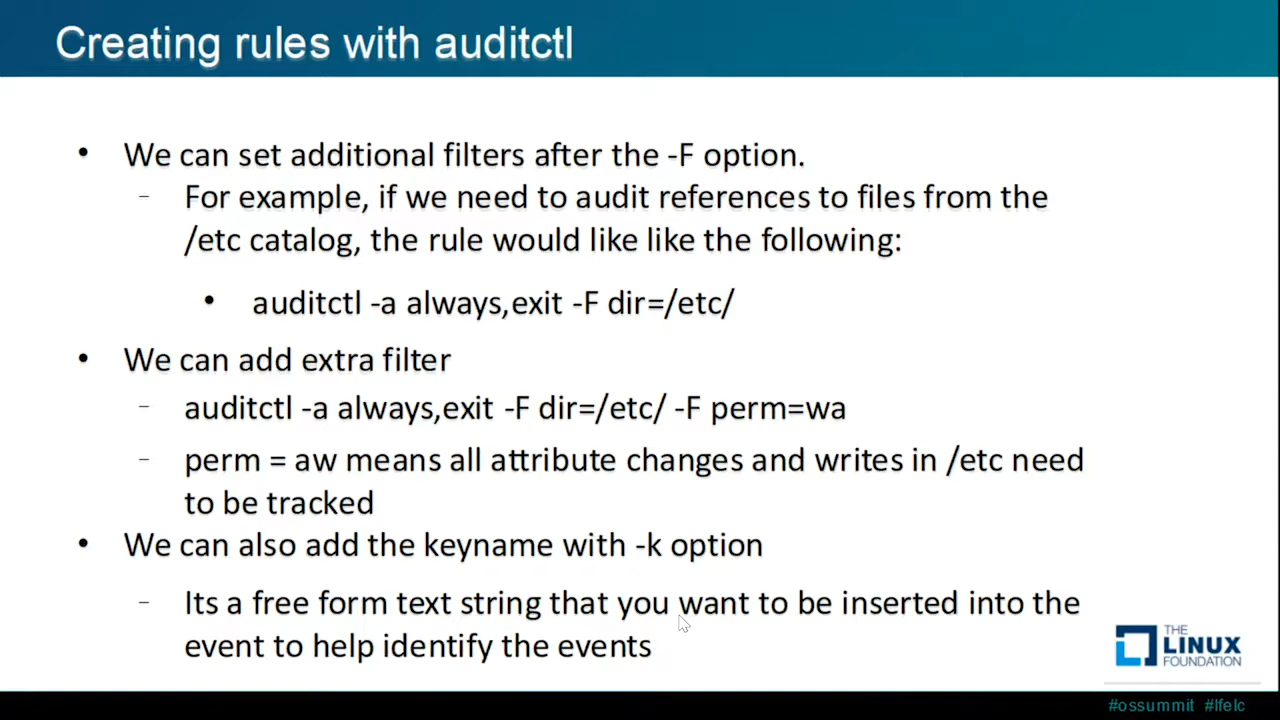 Creating rules with auditctl
• We can set additional filters after the -F option.
– For example, if we need to audit references to files from the
/etc catalog, the rule would like like the following:
• auditctl -a always,exit -F dir=/etc/
• We can add extra filter
– auditctl -a always,exit -F dir=/etc/ -F perm=wa
– perm = aw means all attribute changes and writes in /etc need
to be tracked
• We can also add the keyname with -k option
– Its a free form text string that you want to be inserted into the
event to help identify the events
THE
LINUX
FOUNDATION
#ossummit #lfelc